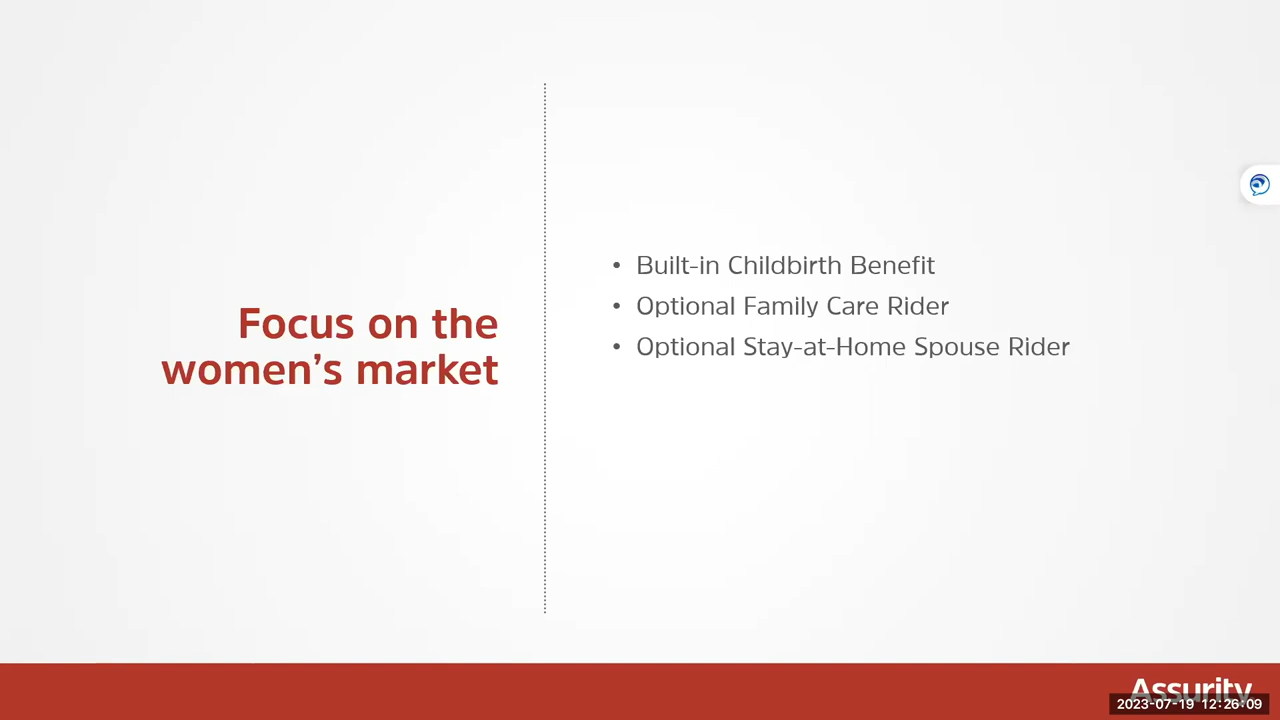 Focus on the
women's market
• Built-in Childbirth Benefit
• Optional Family Care Rider
• Optional Stay-at-Home Spouse Rider
Assurity
2023-07-19 12:26:09